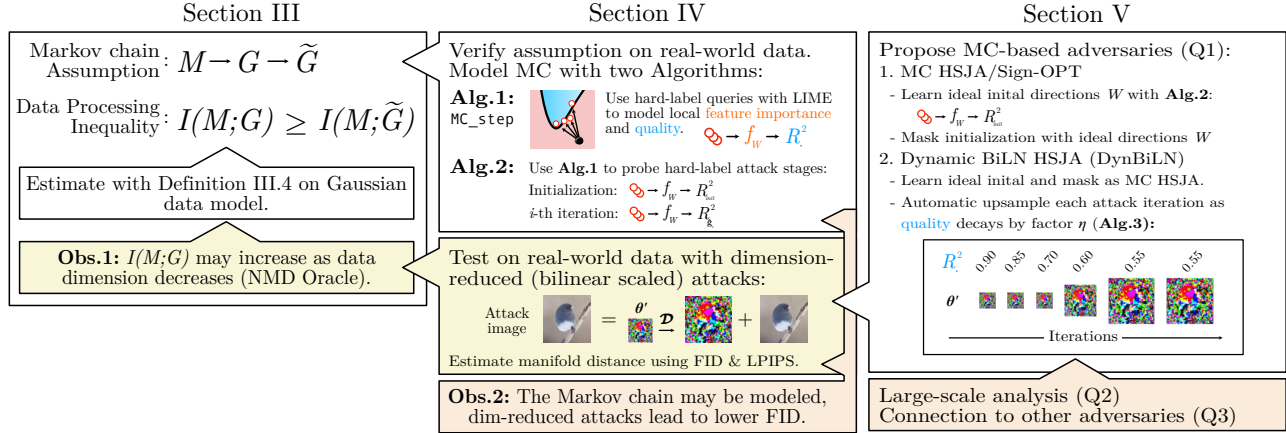 Section III
Markov chain
Assumption : M → G → G̃
Data Processing
Inequality : I(M;G) ≥ I(M;G̃)
Estimate with Definition III.4 on Gaussian
data model.
Obs.1: I(M;G) may increase as data
dimension decreases (NMD Oracle).
Section IV
Verify assumption on real-world data.
Model MC with two Algorithms:
Alg.1:
MC_step
Use hard-label queries with LIME
to model local feature importance
and quality. → f_W → R²
Alg.2:
Use Alg.1 to probe hard-label attack stages:
Initialization: → f_W → R²_init
i-th iteration: → f_W → R²_g̃
Test on real-world data with dimension-
reduced (bilinear scaled) attacks:
Attack
image
= θ' 𝓓 → +
Estimate manifold distance using FID & LPIPS.
Obs.2: The Markov chain may be modeled,
dim-reduced attacks lead to lower FID.
Section V
Propose MC-based adversaries (Q1):
1. MC HSJA/Sign-OPT
- Learn ideal inital directions W with Alg.2:
→ f_W → R²_init
- Mask initialization with ideal directions W
2. Dynamic BiLN HSJA (DynBiLN)
- Learn ideal inital and mask as MC HSJA.
- Automatic upsample each attack iteration as
quality decays by factor η (Alg.3):
R² 0.90 0.85 0.70 0.60 0.55 0.55
θ'
Iterations
Large-scale analysis (Q2)
Connection to other adversaries (Q3)